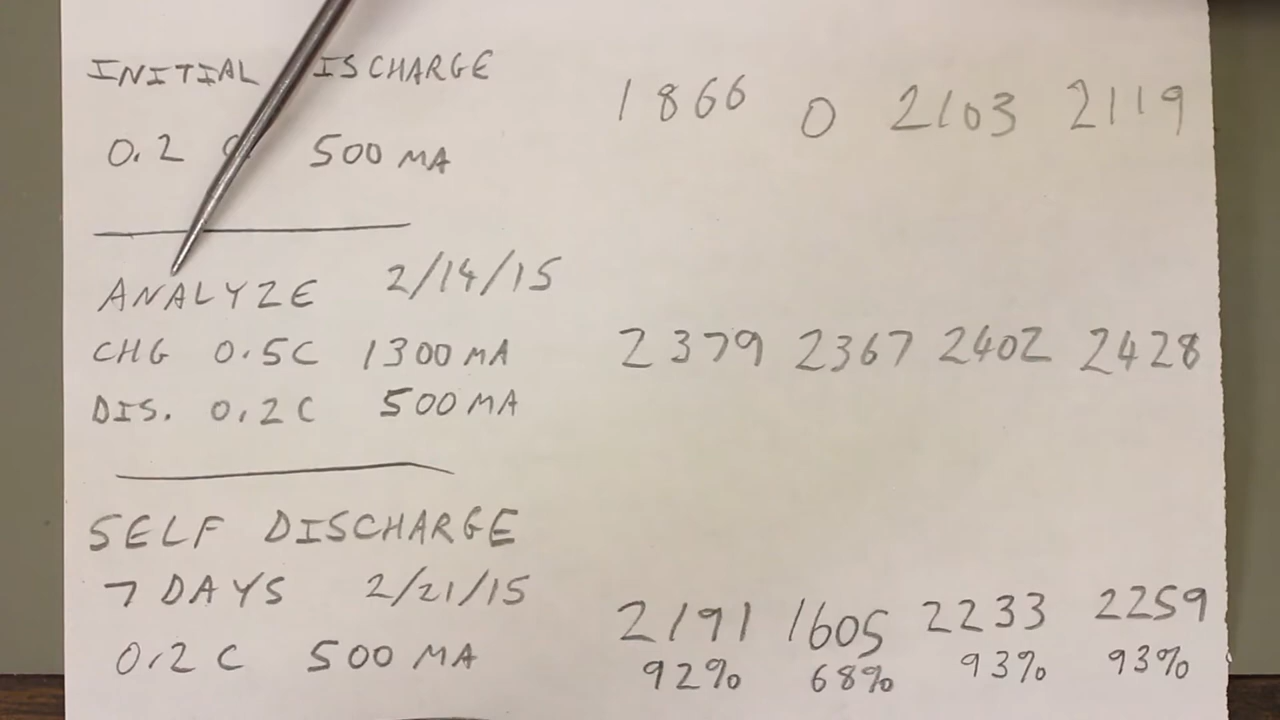 INITIAL ISCHARGE
1866 0 2103 2119
0.2 500 MA
ANALYZE 2/14/15
CHG 0.5C 1300 MA
2379 2367 2402 2428
DIS. 0.2C 500 MA
SELF DISCHARGE
7 DAYS 2/21/15
2191 1605 2233 2259
0.2 C 500 MA
92% 68% 93% 93%